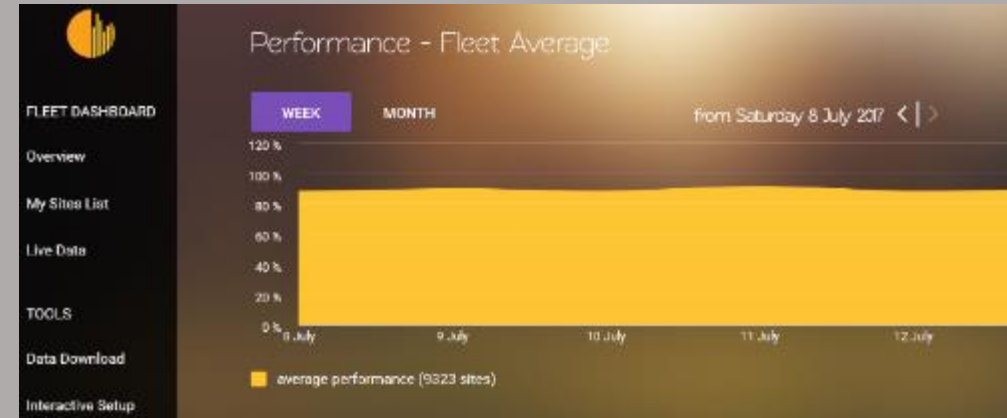 Performance - Fleet Average
FLEET DASHBOARD
Overview
My Sites List
Live Data
TOOLS
Data Download
Interactive Setup
WEEK
MONTH
from Saturday 8 July 2017 < | >
120 %
100 %
80 %
60 %
40 %
20 %
0 %
8 July
9 July
10 July
11 July
12 July
average performance (9323 sites)